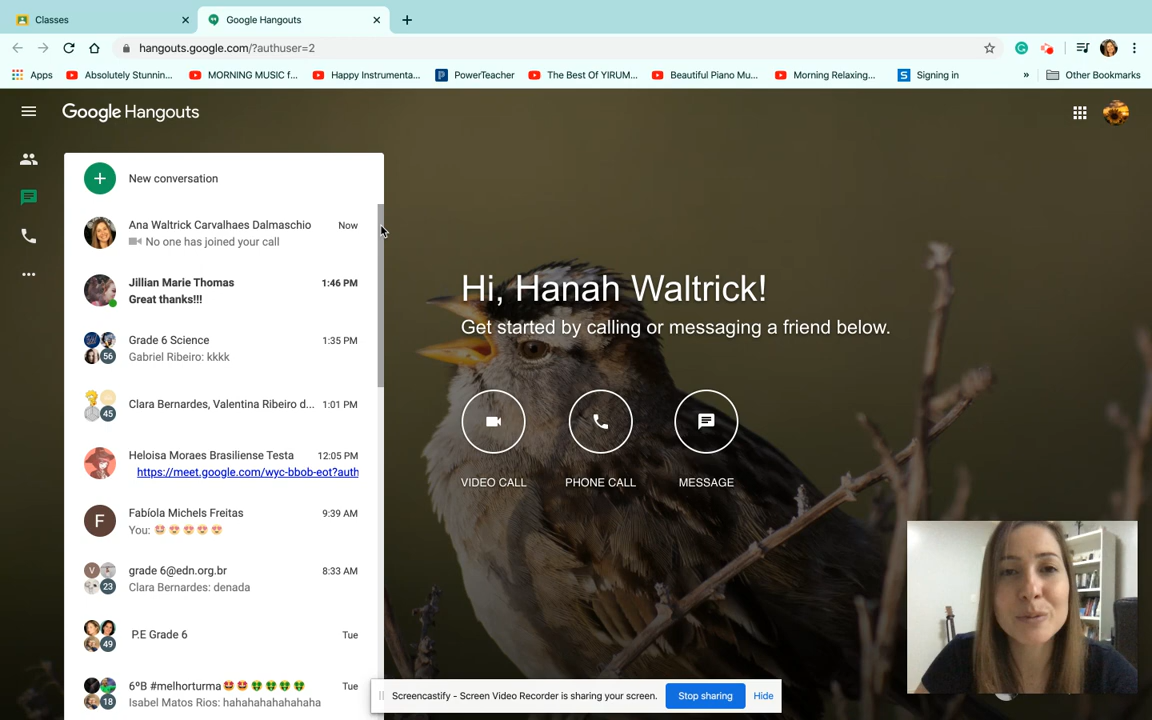 Classes
Google Hangouts
hangouts.google.com/?authuser=2
Apps
Absolutely Stunnin...
MORNING MUSIC f...
Happy Instrumenta...
PowerTeacher
The Best Of YIRUM...
Beautiful Piano Mu...
Morning Relaxing...
S
Signing in
»
Other Bookmarks
Google Hangouts
New conversation
Ana Waltrick Carvalhaes Dalmaschio
Now
No one has joined your call
Jillian Marie Thomas
1:46 PM
Great thanks!!!
Grade 6 Science
1:35 PM
56
Gabriel Ribeiro: kkkk
Clara Bernardes, Valentina Ribeiro d...
1:01 PM
45
Heloisa Moraes Brasiliense Testa
12:05 PM
https://meet.google.com/wyc-bbob-eot?auth
F
Fabíola Michels Freitas
9:39 AM
You: 🤩 😍 😍 😍 😍
V
grade 6@edn.org.br
8:33 AM
23
Clara Bernardes: denada
P.E Grade 6
Tue
49
6ºB #melhorturma🤩🤩🤑🤑🤑🤑
Tue
18
Isabel Matos Rios: hahahahahahaha
Hi, Hanah Waltrick!
Get started by calling or messaging a friend below.
VIDEO CALL
PHONE CALL
MESSAGE
Screencastify - Screen Video Recorder is sharing your screen.
Stop sharing
Hide